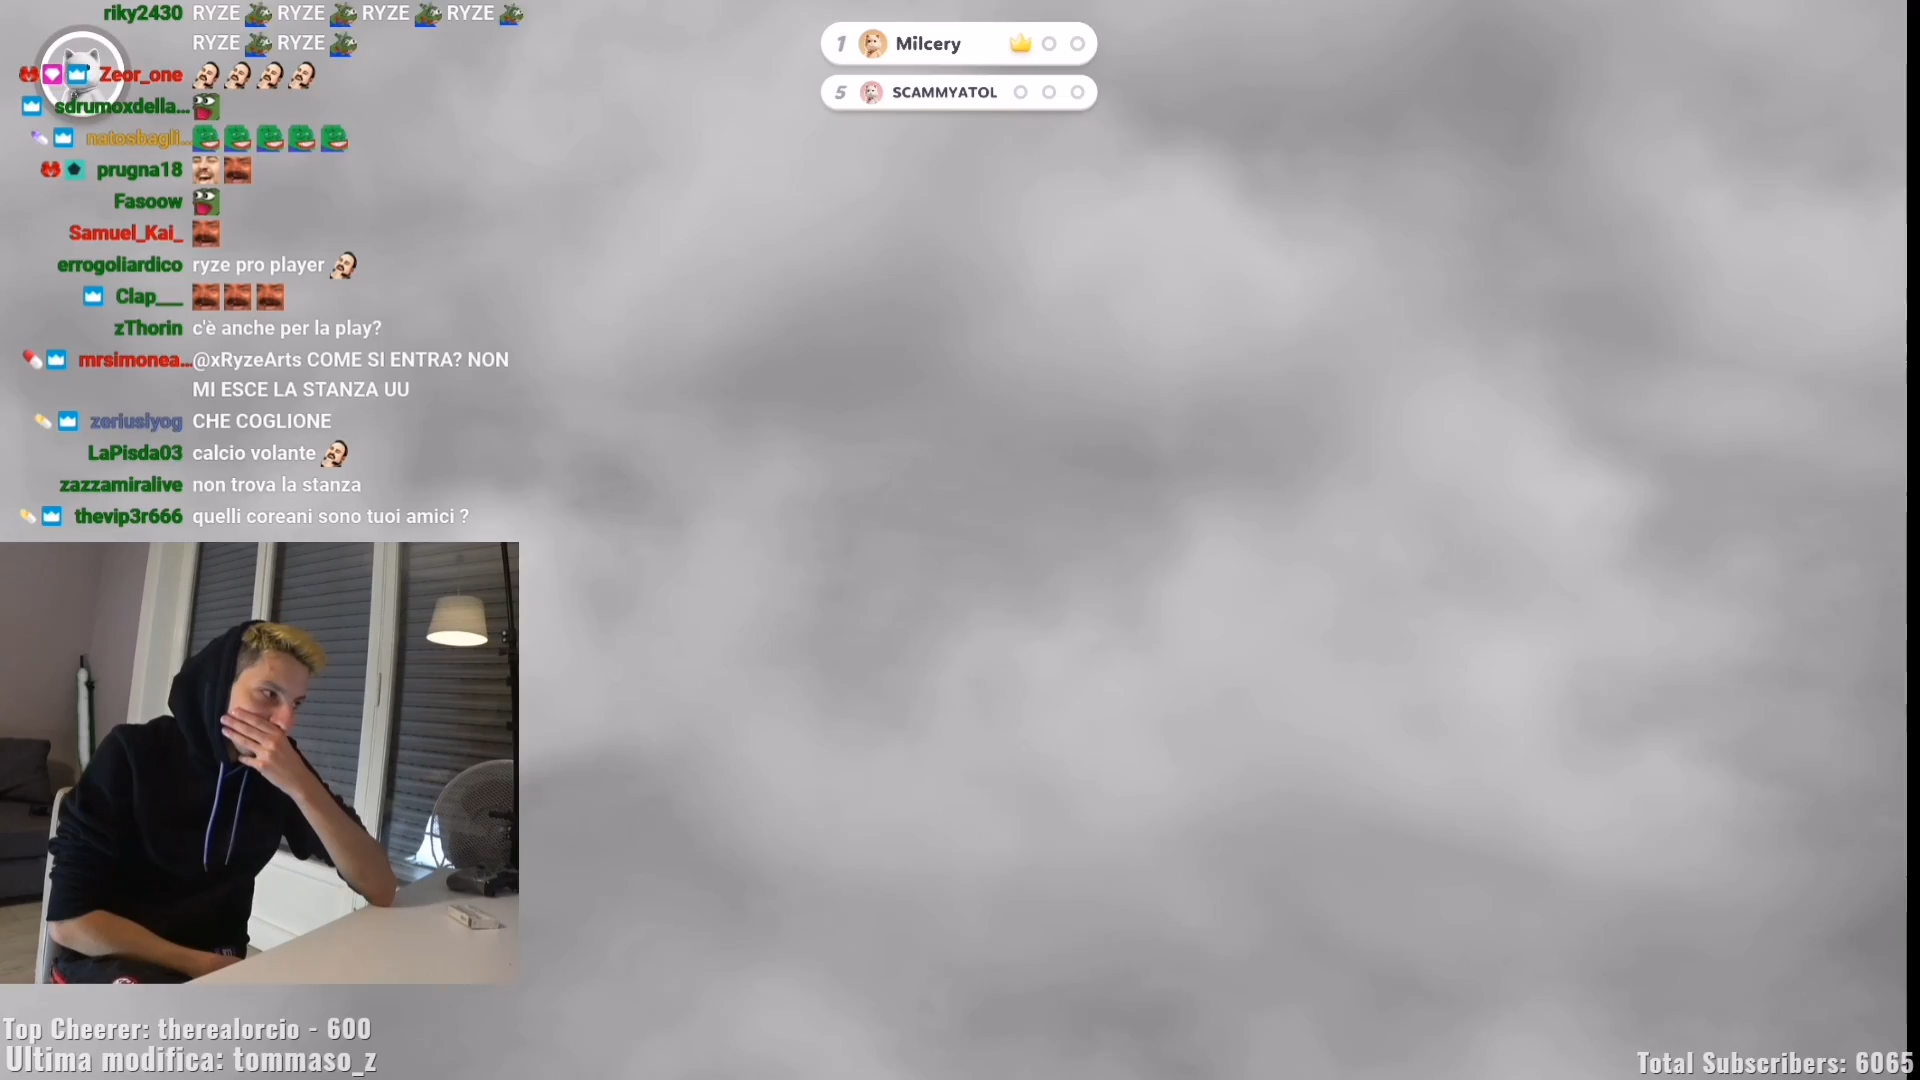 riky2430 RYZE RYZE RYZE RYZE
RYZE RYZE
Zeor_one
sdrumoxdella...
natosbagli...
prugna18
Fasoow
Samuel_Kai_
errogoliardico ryze pro player
Clap___
zThorin c'è anche per la play?
mrsimonea... @xRyzeArts COME SI ENTRA? NON
MI ESCE LA STANZA UU
zeriuslyog CHE COGLIONE
LaPisda03 calcio volante
zazzamiralive non trova la stanza
thevip3r666 quelli coreani sono tuoi amici ?
1 Milcery
5 SCAMMYATOL
Top Cheerer: therealorcio - 600
Ultima modifica: tommaso_z
Total Subscribers: 6065